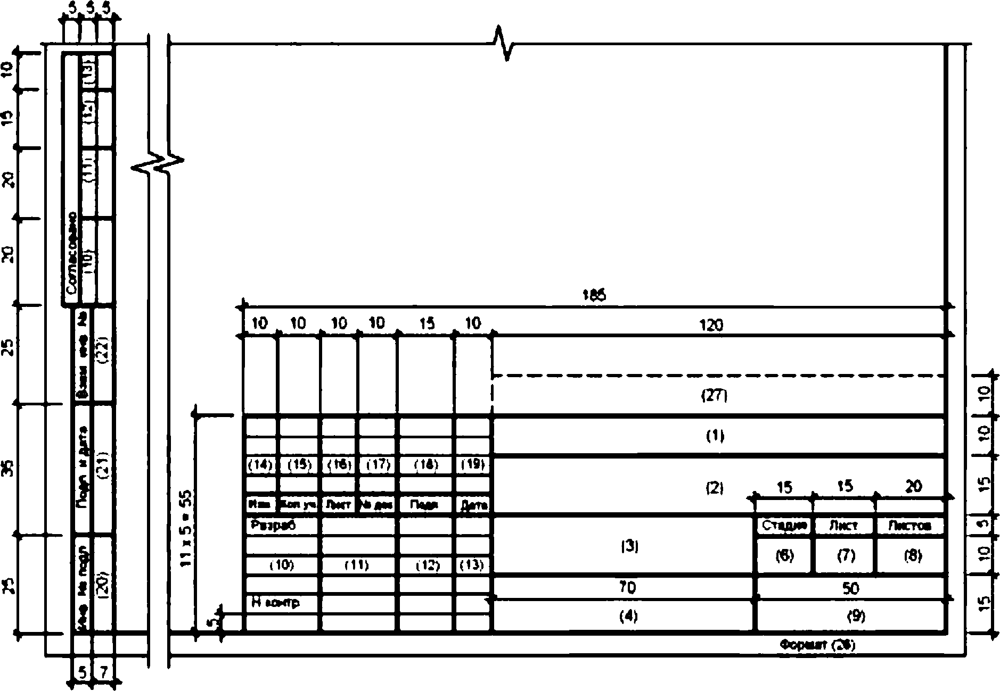 5 5 5
10
15
20
20
25
35
25
(13)
(12)
(11)
(10)
Согласовано
Взам инв №
(22)
Подп и дата
(21)
Инв № подл
(20)
5 7
185
10 10 10 10 15 10 120
(27)
(1)
(14) (15) (16) (17) (18) (19)
(2)
15 15 20
Изм Кол уч Лист № док Подп Дата
Разраб
Стадия Лист Листов
(3)
(6) (7) (8)
(10) (11) (12) (13)
70 50
Н контр
(4) (9)
11 x 5 = 55
5
10
10
15
5
10
15
Формат (26)